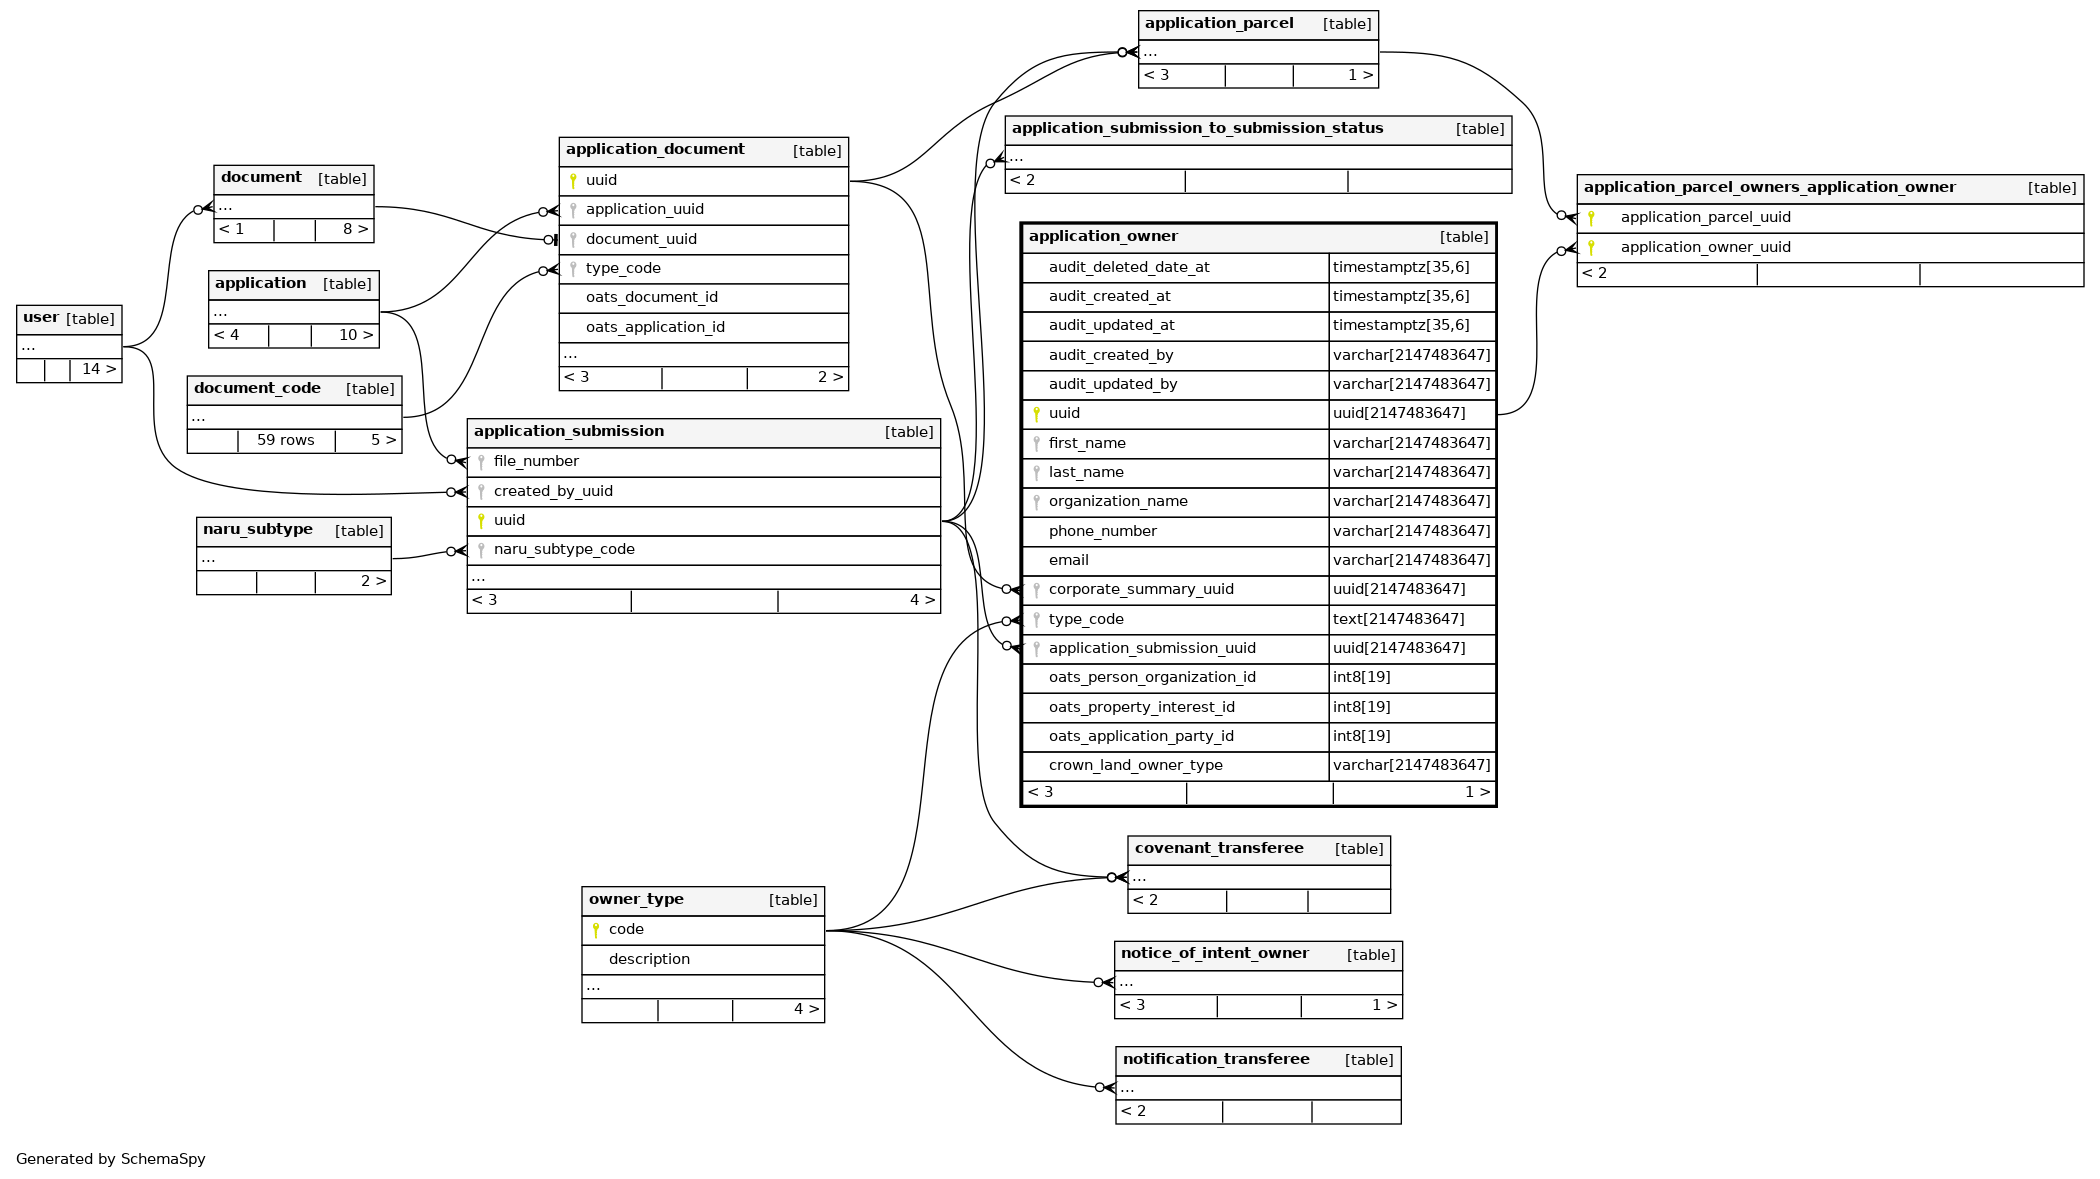 user [table]
...
14 >
document [table]
...
< 1 8 >
application [table]
...
< 4 10 >
document_code [table]
...
59 rows 5 >
naru_subtype [table]
...
2 >
application_document [table]
uuid
application_uuid
document_uuid
type_code
oats_document_id
oats_application_id
...
< 3 2 >
application_submission [table]
file_number
created_by_uuid
uuid
naru_subtype_code
...
< 3 4 >
owner_type [table]
code
description
...
4 >
application_parcel [table]
...
< 3 1 >
application_submission_to_submission_status [table]
...
< 2
application_owner [table]
audit_deleted_date_at timestamptz[35,6]
audit_created_at timestamptz[35,6]
audit_updated_at timestamptz[35,6]
audit_created_by varchar[2147483647]
audit_updated_by varchar[2147483647]
uuid uuid[2147483647]
first_name varchar[2147483647]
last_name varchar[2147483647]
organization_name varchar[2147483647]
phone_number varchar[2147483647]
email varchar[2147483647]
corporate_summary_uuid uuid[2147483647]
type_code text[2147483647]
application_submission_uuid uuid[2147483647]
oats_person_organization_id int8[19]
oats_property_interest_id int8[19]
oats_application_party_id int8[19]
crown_land_owner_type varchar[2147483647]
< 3 1 >
covenant_transferee [table]
...
< 2
notice_of_intent_owner [table]
...
< 3 1 >
notification_transferee [table]
...
< 2
application_parcel_owners_application_owner [table]
application_parcel_uuid
application_owner_uuid
< 2
Generated by SchemaSpy